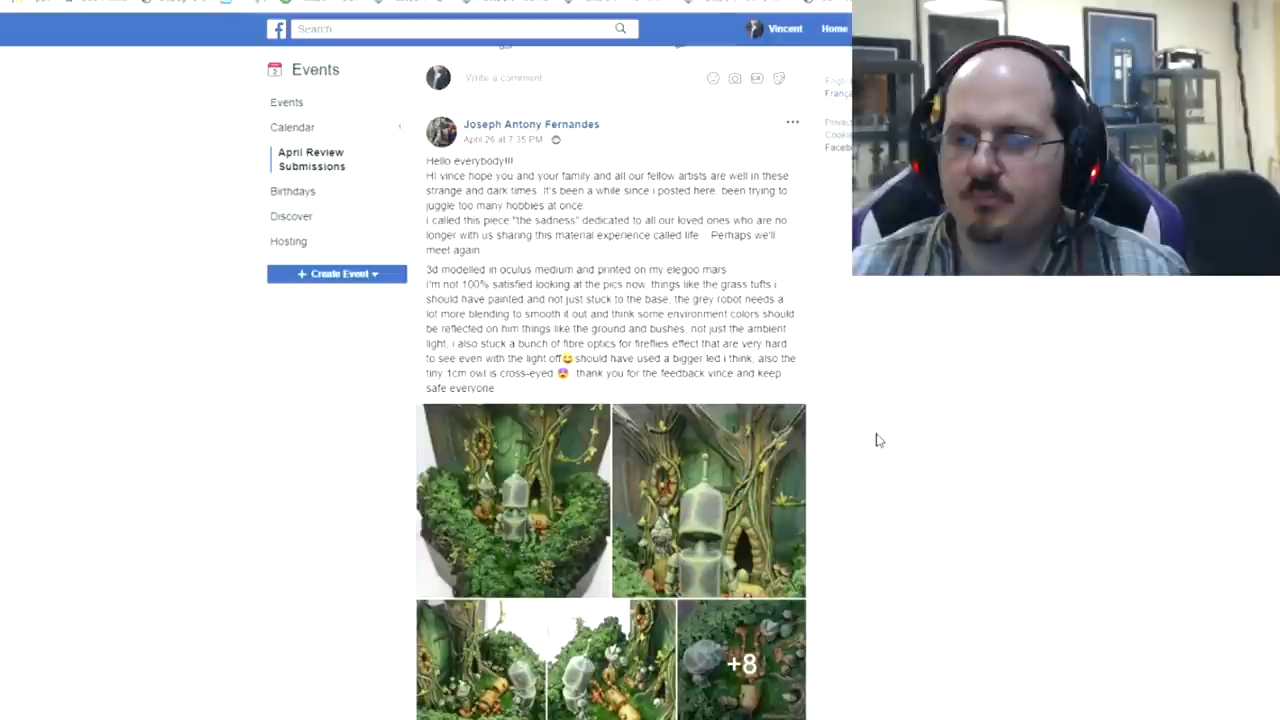 Search
Vincent
Home
Events
Write a comment
Events
Calendar
1
April Review
Submissions
Birthdays
Discover
Hosting
+ Create Event
Joseph Antony Fernandes
April 26 at 7:35 PM
Hello everybody!!!
HI vince hope you and your family and all our fellow artists are well in these
strange and dark times. It's been a while since i posted here, been trying to
juggle too many hobbies at once.
i called this piece "the sadness" dedicated to all our loved ones who are no
longer with us sharing this material experience called life Perhaps we'll
meet again
3d modelled in oculus medium and printed on my elegoo mars
I'm not 100% satisfied looking at the pics now, things like the grass tufts i
should have painted and not just stuck to the base, the grey robot needs a
lot more blending to smooth it out and think some environment colors should
be reflected on him things like the ground and bushes, not just the ambient
light, i also stuck a bunch of fibre optics for fireflies effect that are very hard
to see even with the light off😄should have used a bigger led i think, also the
tiny 1cm owl is cross-eyed 😨 thank you for the feedback vince and keep
safe everyone
+8